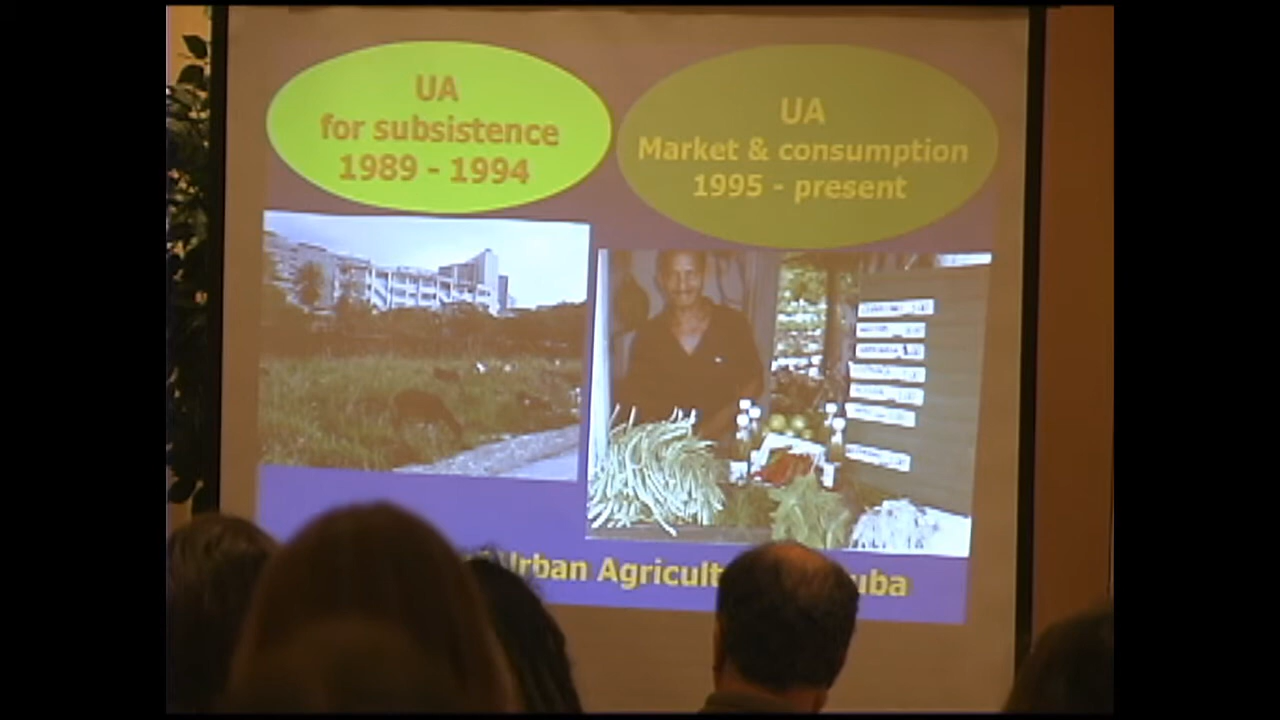 UA
for subsistence
1989 - 1994
UA
Market & consumption
1995 - present
Urban Agricult uba